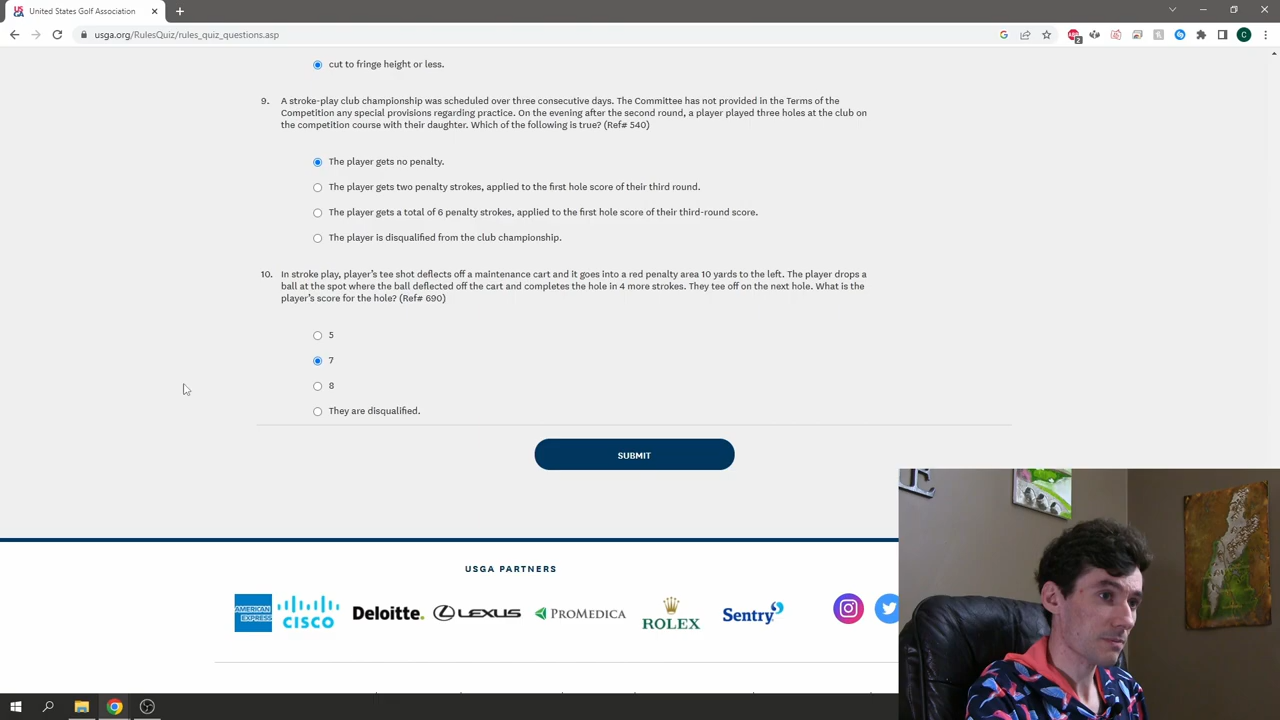 United States Golf Association
usga.org/RulesQuiz/rules_quiz_questions.asp
cut to fringe height or less.
9. A stroke-play club championship was scheduled over three consecutive days. The Committee has not provided in the Terms of the
Competition any special provisions regarding practice. On the evening after the second round, a player played three holes at the club on
the competition course with their daughter. Which of the following is true? (Ref# 540)
The player gets no penalty.
The player gets two penalty strokes, applied to the first hole score of their third round.
The player gets a total of 6 penalty strokes, applied to the first hole score of their third-round score.
The player is disqualified from the club championship.
10. In stroke play, player's tee shot deflects off a maintenance cart and it goes into a red penalty area 10 yards to the left. The player drops a
ball at the spot where the ball deflected off the cart and completes the hole in 4 more strokes. They tee off on the next hole. What is the
player's score for the hole? (Ref# 690)
5
7
8
They are disqualified.
SUBMIT
USGA PARTNERS
AMERICAN EXPRESS
CISCO
Deloitte.
LEXUS
PROMEDICA
ROLEX
Sentry